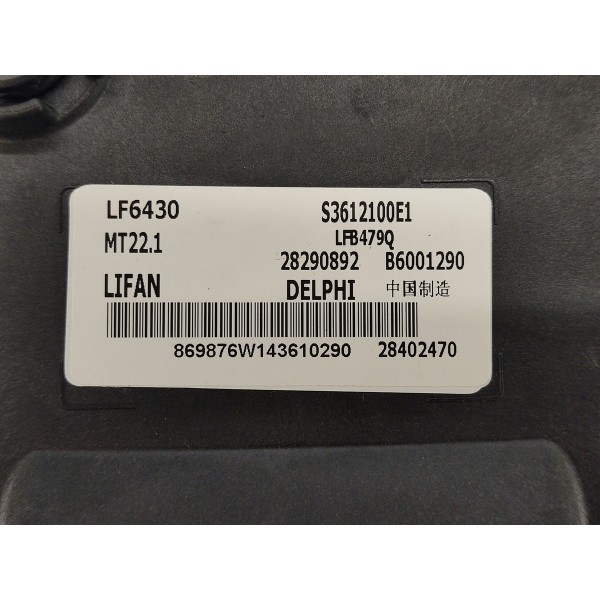 LF6430 S3612100E1
MT22.1 LFB479Q
28290892 B6001290
LIFAN DELPHI 中国制造
869876W143610290 28402470